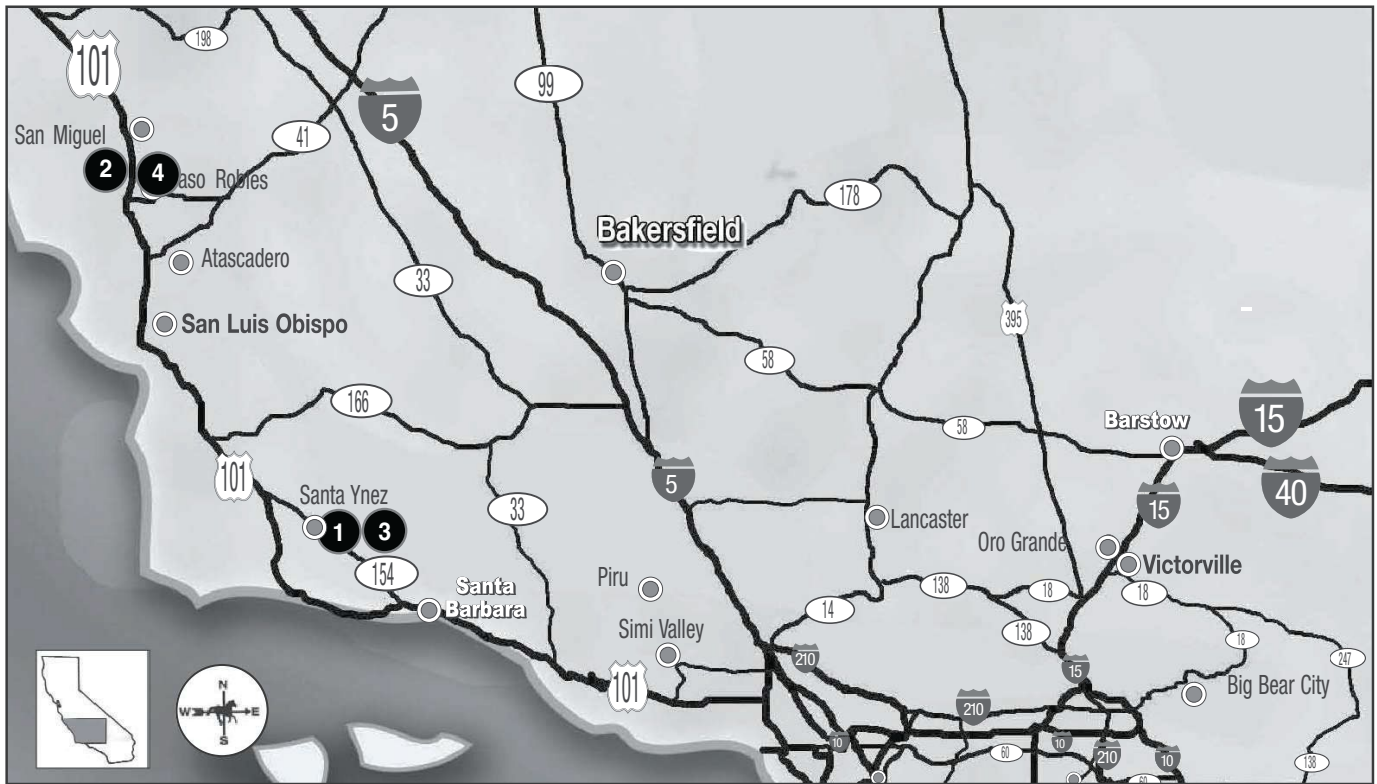 198
101
99
5
41
San Miguel
2
4
aso Robles
178
Bakersfield
Atascadero
33
San Luis Obispo
395
58
166
58
Barstow
15
40
101
5
15
Santa Ynez
1
3
33
Lancaster
Oro Grande
154
Victorville
Santa
Barbara
Piru
138
18
18
14
Simi Valley
138
18
210
247
15
101
Big Bear City
N
W
E
S
210
10
60
10
210
10
138
60